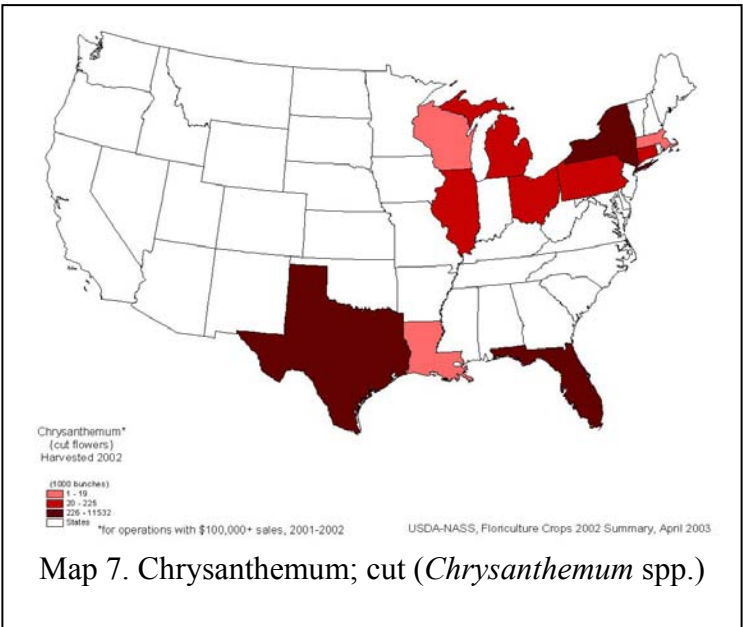 Chrysanthemum*
(cut flowers)
Harvested 2002
(1000 bunches)
1 - 19
20 - 225
226 - 11532
States
*for operations with $100,000+ sales, 2001-2002
USDA-NASS, Floriculture Crops 2002 Summary, April 2003
Map 7. Chrysanthemum; cut (Chrysanthemum spp.)